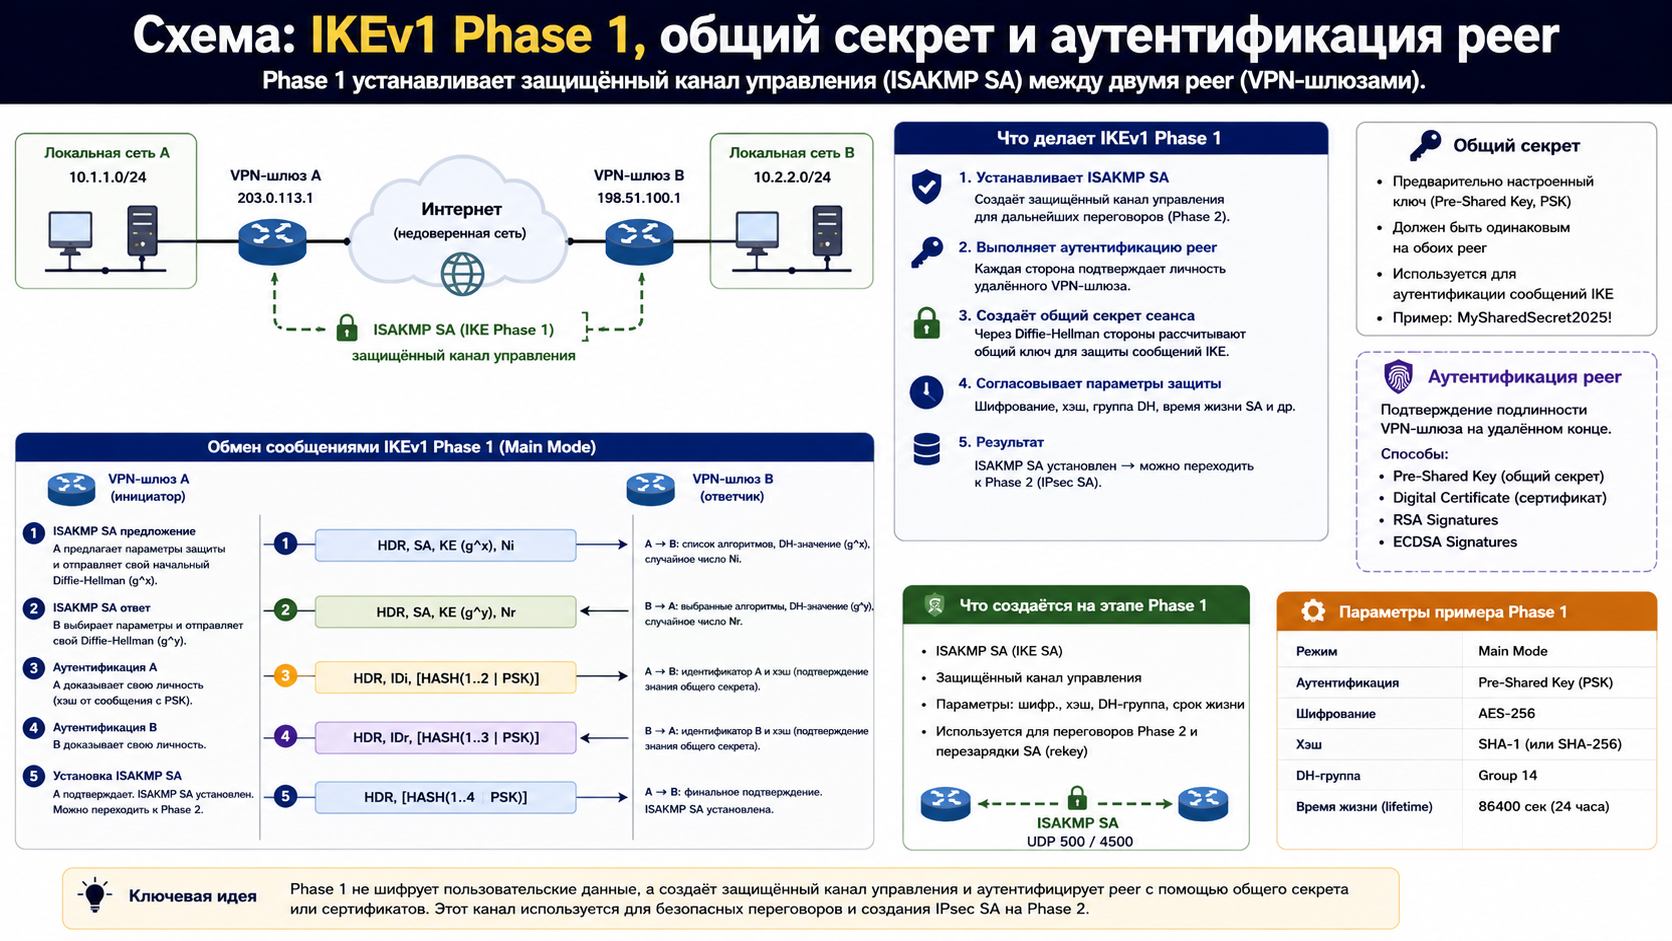 Схема: IKEv1 Phase 1, общий секрет и аутентификация peer
Phase 1 устанавливает защищённый канал управления (ISAKMP SA) между двумя peer (VPN-шлюзами).
Локальная сеть A
10.1.1.0/24
VPN-шлюз A
203.0.113.1
Интернет
(недоверенная сеть)
VPN-шлюз B
198.51.100.1
Локальная сеть B
10.2.2.0/24
ISAKMP SA (IKE Phase 1)
защищённый канал управления
Обмен сообщениями IKEv1 Phase 1 (Main Mode)
VPN-шлюз A
(инициатор)
VPN-шлюз B
(ответчик)
1 ISAKMP SA предложение
A предлагает параметры защиты
и отправляет свой начальный
Diffie-Hellman (g^x).
1 HDR, SA, KE (g^x), Ni
A → B: список алгоритмов, DH-значение (g^x),
случайное число Ni.
2 ISAKMP SA ответ
B выбирает параметры и отправляет
свой Diffie-Hellman (g^y).
2 HDR, SA, KE (g^y), Nr
B → A: выбранные алгоритмы, DH-значение (g^y),
случайное число Nr.
3 Аутентификация A
A доказывает свою личность
(хэш от сообщения с PSK).
3 HDR, IDi, [HASH(1..2 | PSK)]
A → B: идентификатор A и хэш (подтверждение
знания общего секрета).
4 Аутентификация B
B доказывает свою личность.
4 HDR, IDr, [HASH(1..3 | PSK)]
B → A: идентификатор B и хэш (подтверждение
знания общего секрета).
5 Установка ISAKMP SA
A подтверждает. ISAKMP SA установлен.
Можно переходить к Phase 2.
5 HDR, [HASH(1..4 PSK)]
A → B: финальное подтверждение.
ISAKMP SA установлена.
Что делает IKEv1 Phase 1
1. Устанавливает ISAKMP SA
Создаёт защищённый канал управления
для дальнейших переговоров (Phase 2).
2. Выполняет аутентификацию peer
Каждая сторона подтверждает личность
удалённого VPN-шлюза.
3. Создаёт общий секрет сеанса
Через Diffie-Hellman стороны рассчитывают
общий ключ для защиты сообщений IKE.
4. Согласовывает параметры защиты
Шифрование, хэш, группа DH, время жизни SA и др.
5. Результат
ISAKMP SA установлен → можно переходить
к Phase 2 (IPsec SA).
Общий секрет
• Предварительно настроенный
ключ (Pre-Shared Key, PSK)
• Должен быть одинаковым
на обоих peer
• Используется для
аутентификации сообщений IKE
• Пример: MySharedSecret2025!
Аутентификация peer
Подтверждение подлинности
VPN-шлюза на удалённом конце.
Способы:
• Pre-Shared Key (общий секрет)
• Digital Certificate (сертификат)
• RSA Signatures
• ECDSA Signatures
Что создаётся на этапе Phase 1
• ISAKMP SA (IKE SA)
• Защищённый канал управления
• Параметры: шифр., хэш, DH-группа, срок жизни
• Используется для переговоров Phase 2 и
перезарядки SA (rekey)
ISAKMP SA
UDP 500 / 4500
Параметры примера Phase 1
Режим Main Mode
Аутентификация Pre-Shared Key (PSK)
Шифрование AES-256
Хэш SHA-1 (или SHA-256)
DH-группа Group 14
Время жизни (lifetime) 86400 сек (24 часа)
Ключевая идея
Phase 1 не шифрует пользовательские данные, а создаёт защищённый канал управления и аутентифицирует peer с помощью общего секрета
или сертификатов. Этот канал используется для безопасных переговоров и создания IPsec SA на Phase 2.